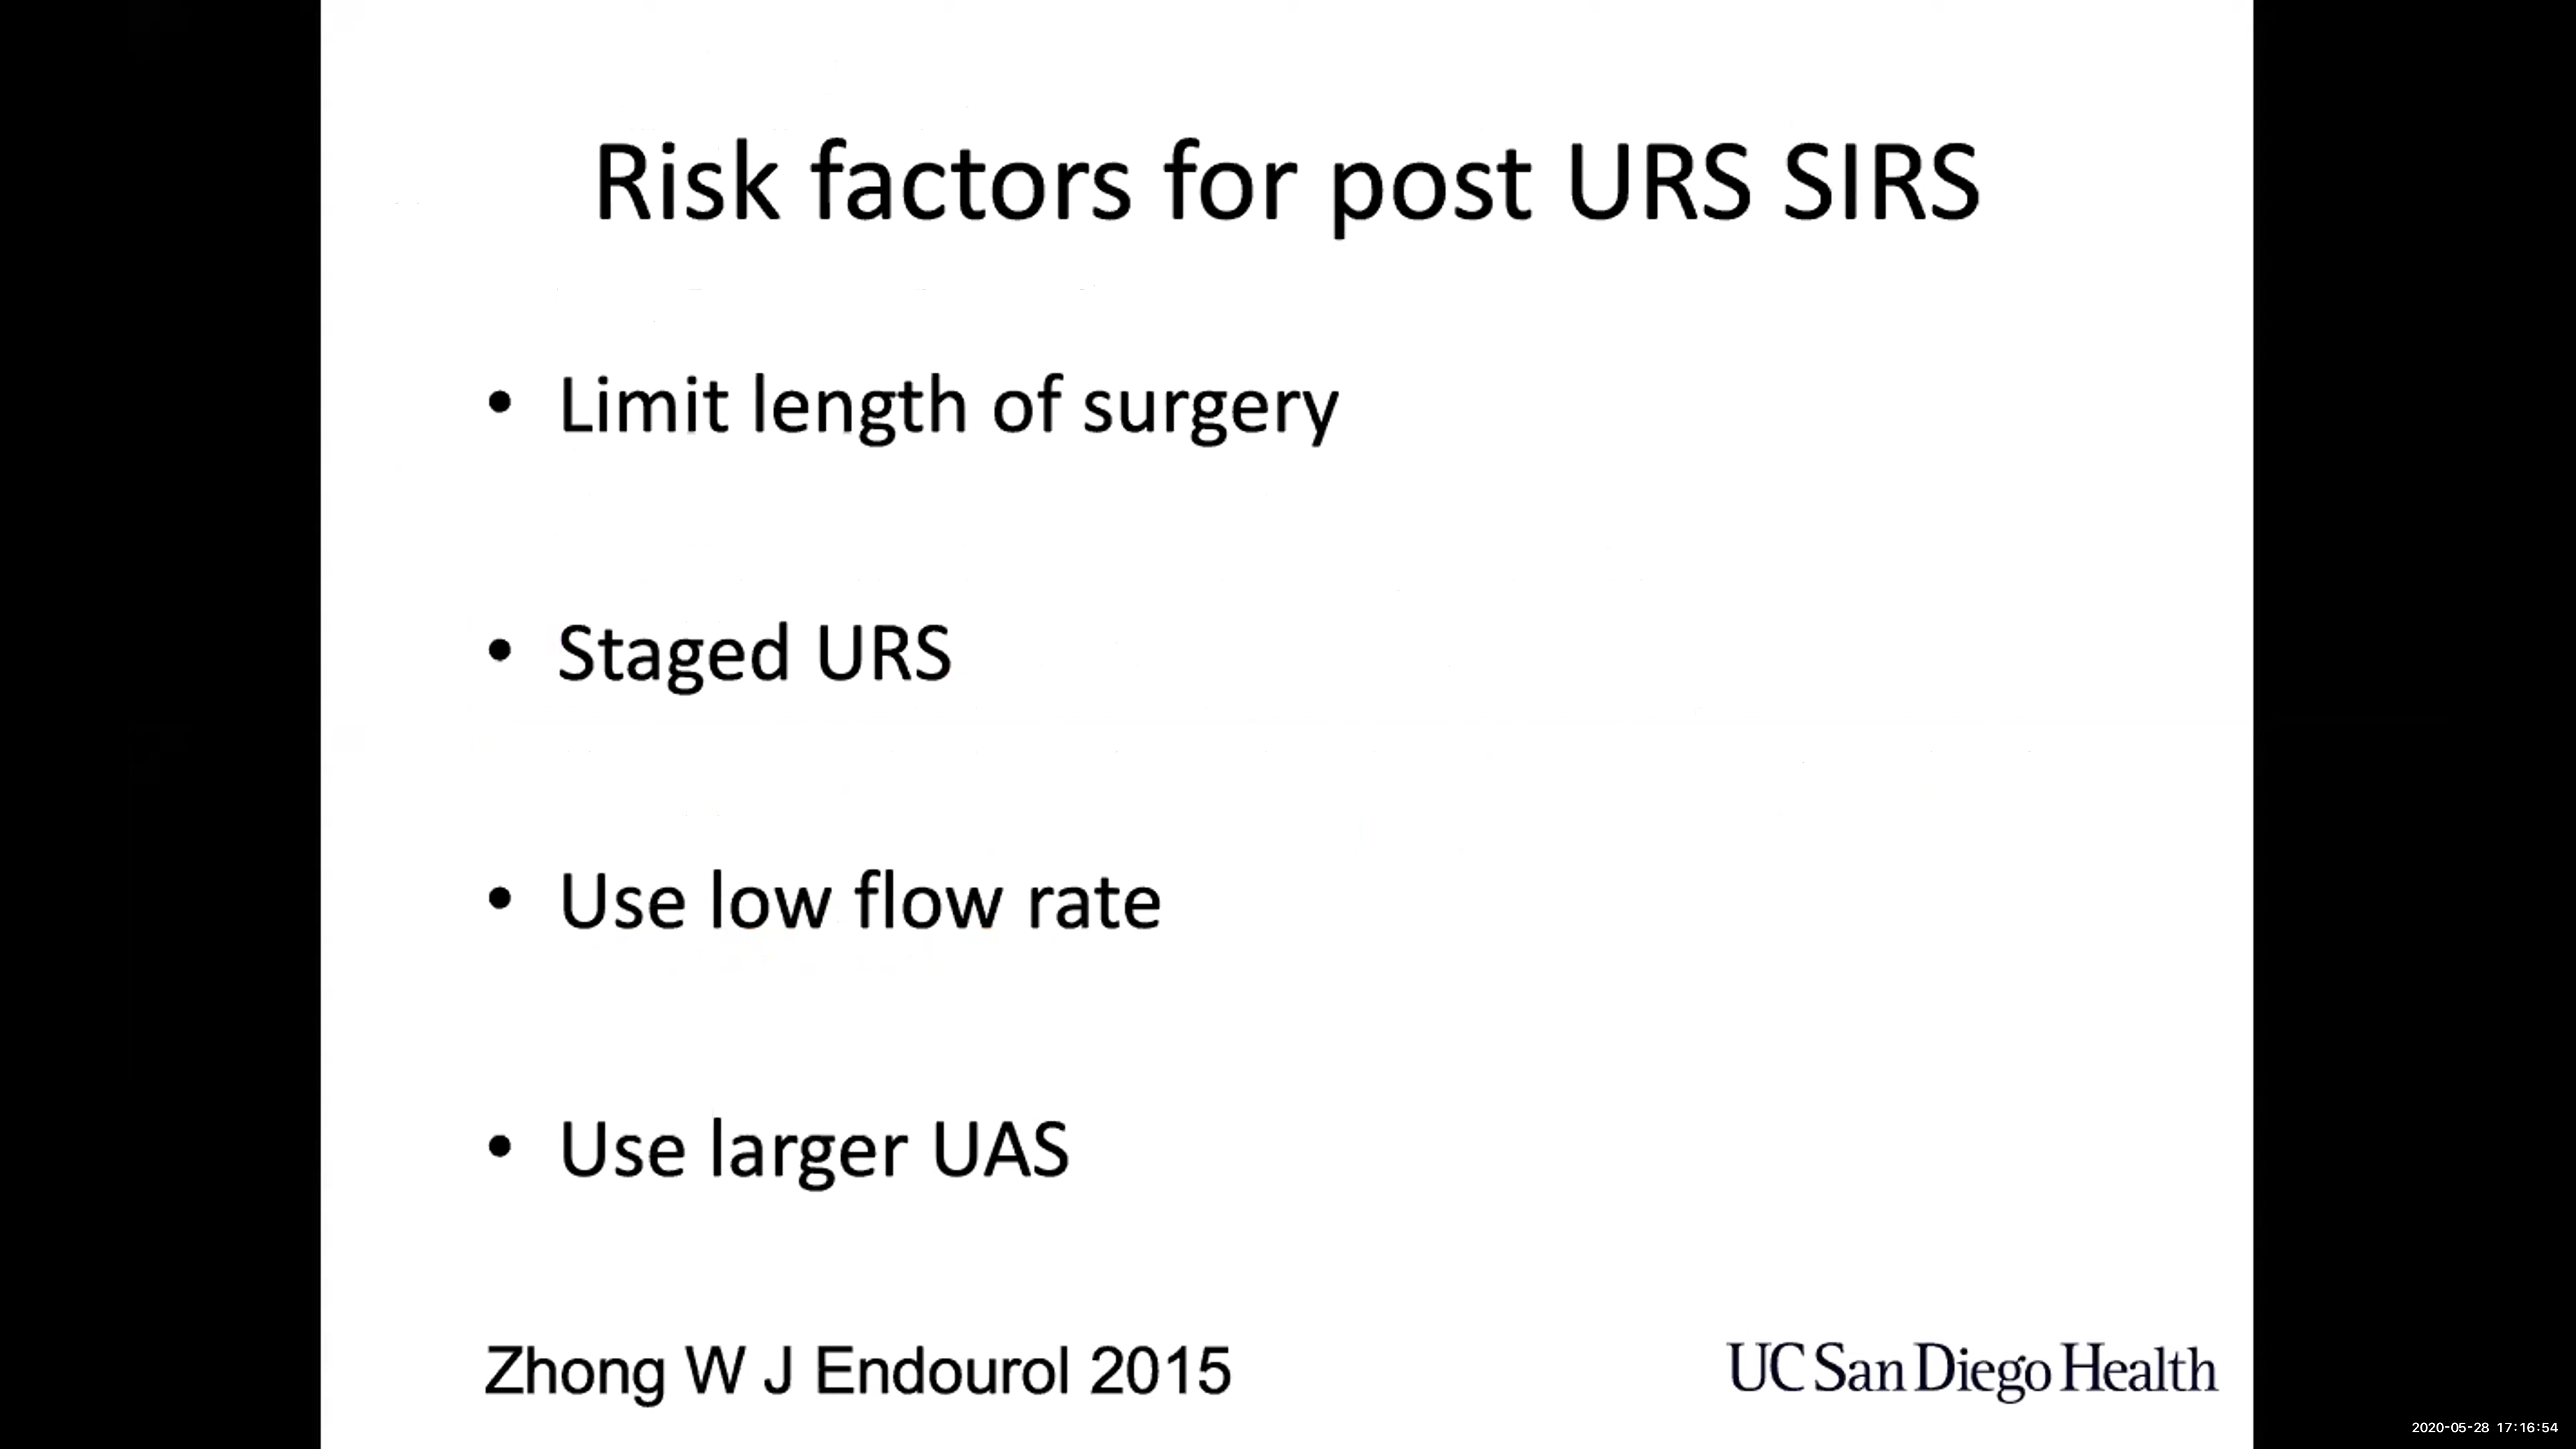 Risk factors for post URS SIRS
• Limit length of surgery
• Staged URS
• Use low flow rate
• Use larger UAS
Zhong W J Endourol 2015
UC San Diego Health
2020-05-28 17:16:54